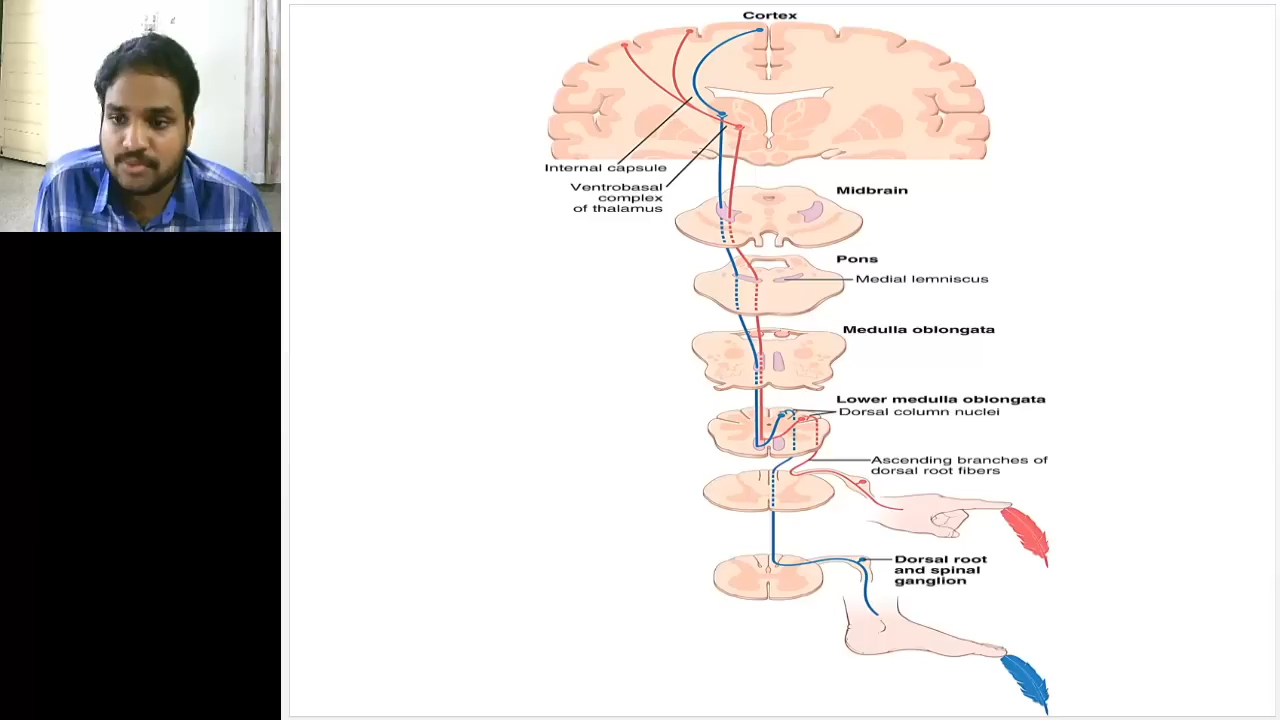 Cortex
Internal capsule
Ventrobasal
complex
of thalamus
Midbrain
Pons
Medial lemniscus
Medulla oblongata
Lower medulla oblongata
Dorsal column nuclei
Ascending branches of
dorsal root fibers
Dorsal root
and spinal
ganglion